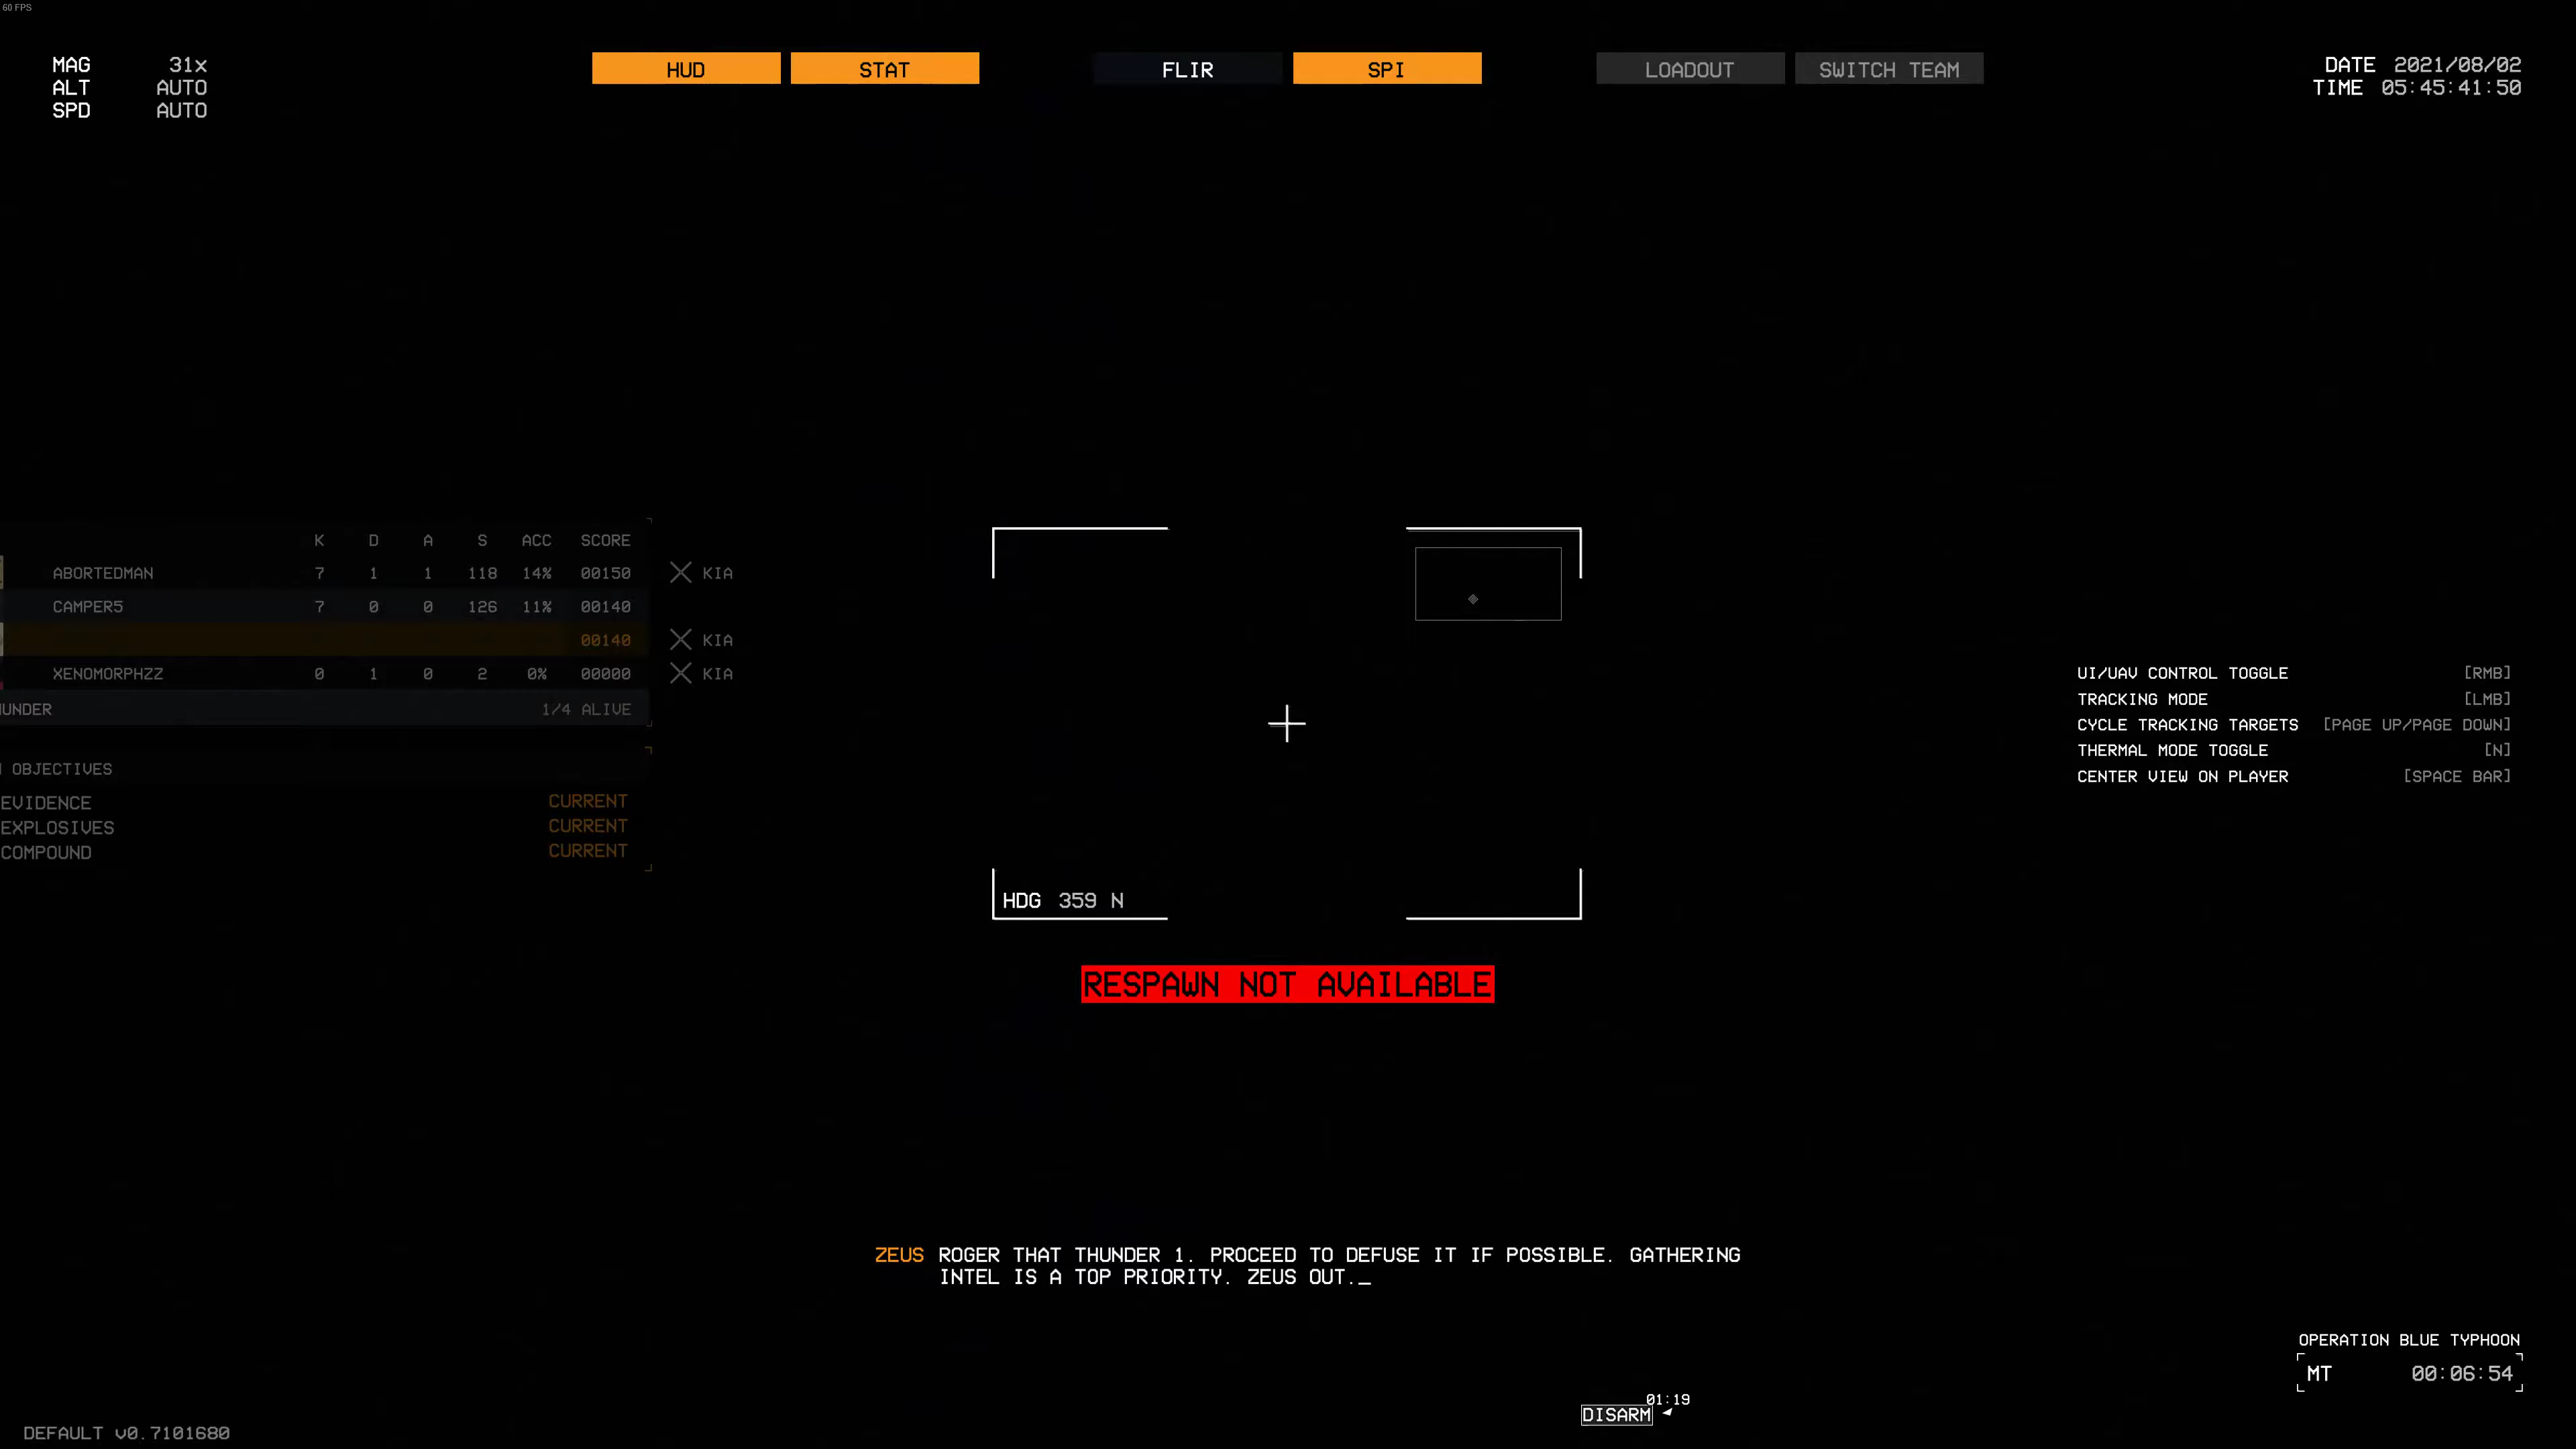 60 FPS
MAG 31x
ALT AUTO
SPD AUTO
HUD STAT FLIR SPI LOADOUT SWITCH TEAM
DATE 2021/08/02
TIME 05:45:41:50
K D A S ACC SCORE
ABORTEDMAN 7 1 1 118 14% 00150 KIA
CAMPER5 7 0 0 126 11% 00140
00140 KIA
XENOMORPHZZ 0 1 0 2 0% 00000 KIA
UNDER 1/4 ALIVE
OBJECTIVES
EVIDENCE CURRENT
EXPLOSIVES CURRENT
COMPOUND CURRENT
UI/UAV CONTROL TOGGLE [RMB]
TRACKING MODE [LMB]
CYCLE TRACKING TARGETS [PAGE UP/PAGE DOWN]
THERMAL MODE TOGGLE [N]
CENTER VIEW ON PLAYER [SPACE BAR]
HDG 359 N
RESPAWN NOT AVAILABLE
ZEUS ROGER THAT THUNDER 1. PROCEED TO DEFUSE IT IF POSSIBLE. GATHERING
INTEL IS A TOP PRIORITY. ZEUS OUT._
OPERATION BLUE TYPHOON
MT 00:06:54
01:19
DISARM
DEFAULT v0.7101680